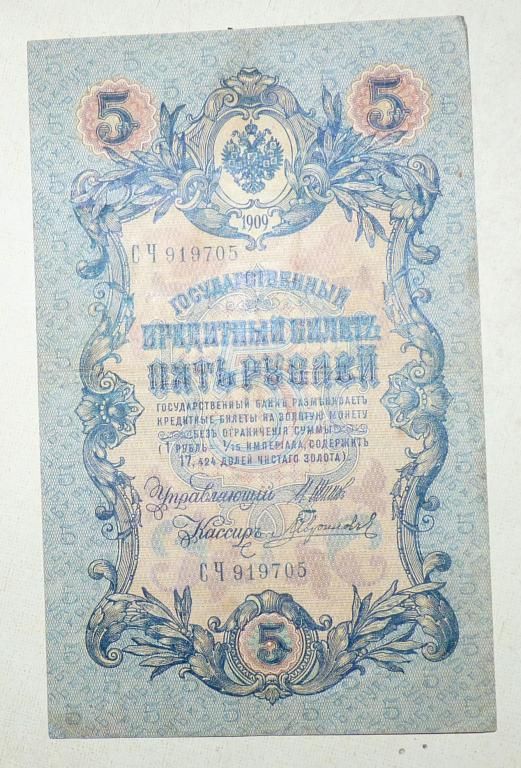 5 5
1909
СЧ 919705
ГОСУДАРСТВЕННЫЙ
КРЕДИТНЫЙ БИЛЕТЪ
ПЯТЬ РУБЛЕЙ
ГОСУДАРСТВЕННЫЙ БАНКЪ РАЗМѢНИВАЕТЪ
КРЕДИТНЫЕ БИЛЕТЫ НА ЗОЛОТУЮ МОНЕТУ
БЕЗЪ ОГРАНИЧЕНІЯ СУММЫ
(1 РУБЛЬ = 1/15 ИМПЕРІАЛА, СОДЕРЖИТЪ
17,424 ДОЛЕЙ ЧИСТАГО ЗОЛОТА).
Управляющій
Кассиръ
СЧ 919705
5